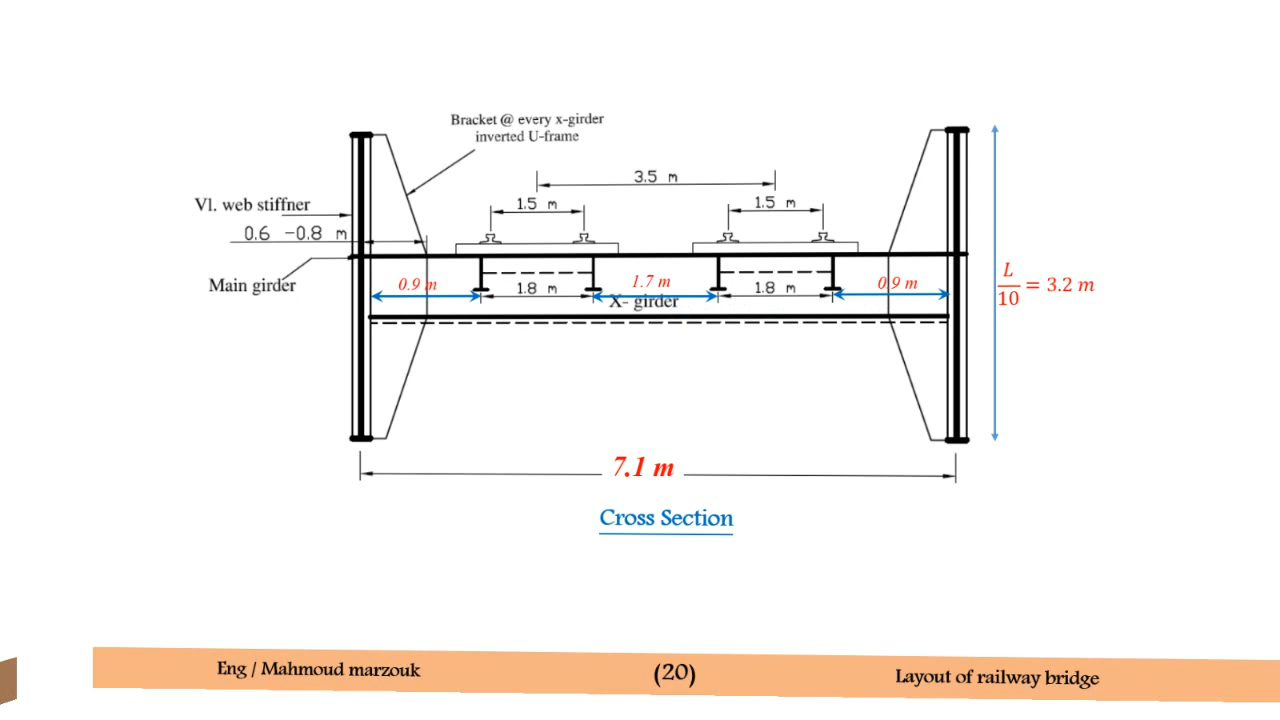 Bracket @ every x-girder
inverted U-frame
3.5 m
1.5 m
1.5 m
Vl. web stiffner
0.6 -0.8 m
Main girder
0.9 m
1.8 m
1.7 m
X- girder
1.8 m
0.9 m
L
10
= 3.2 m
7.1 m
Cross Section
Eng / Mahmoud marzouk
(20)
Layout of railway bridge